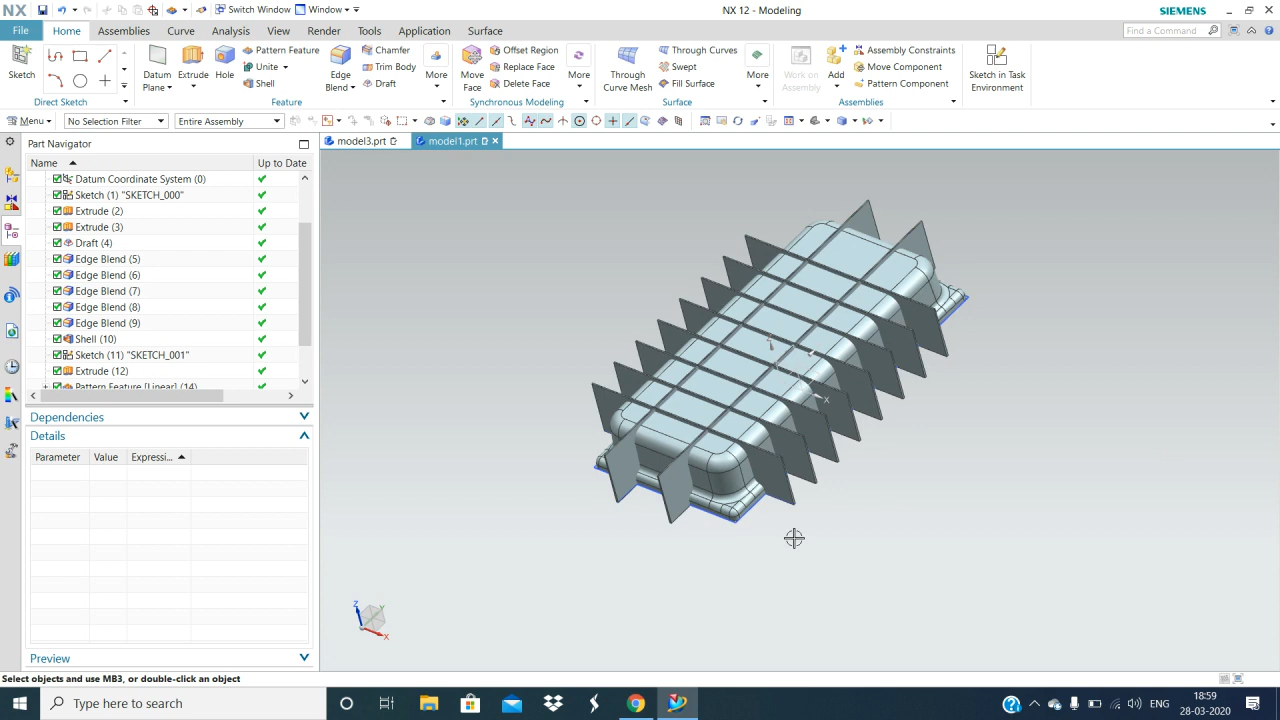 NX
Switch Window
Window
NX 12 - Modeling
SIEMENS
File
Home
Assemblies
Curve
Analysis
View
Render
Tools
Application
Surface
Find a Command
Sketch
Direct Sketch
Datum Plane
Extrude
Hole
Pattern Feature
Unite
Shell
Edge Blend
Chamfer
Trim Body
Draft
More
Feature
Move Face
Offset Region
Replace Face
Delete Face
More
Synchronous Modeling
Through Curve Mesh
Through Curves
Swept
Fill Surface
More
Surface
Work on Assembly
Add
Assembly Constraints
Move Component
Pattern Component
Assemblies
Sketch in Task Environment
Menu
No Selection Filter
Entire Assembly
Part Navigator
model3.prt
model1.prt
Name
Up to Date
Datum Coordinate System (0)
Sketch (1) "SKETCH_000"
Extrude (2)
Extrude (3)
Draft (4)
Edge Blend (5)
Edge Blend (6)
Edge Blend (7)
Edge Blend (8)
Edge Blend (9)
Shell (10)
Sketch (11) "SKETCH_001"
Extrude (12)
Pattern Feature [Linear] (14)
Dependencies
Details
Parameter
Value
Expressi...
Preview
X
Z
Y
X
Select objects and use MB3, or double-click an object
Type here to search
ENG
18:59
28-03-2020